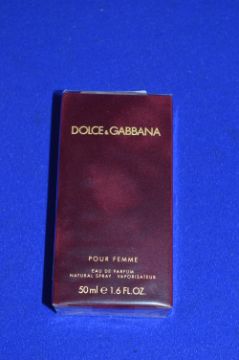 DOLCE & GABBANA
POUR FEMME
EAU DE PARFUM
NATURAL SPRAY VAPORISATEUR
50 ml e 1.6 FL.OZ.